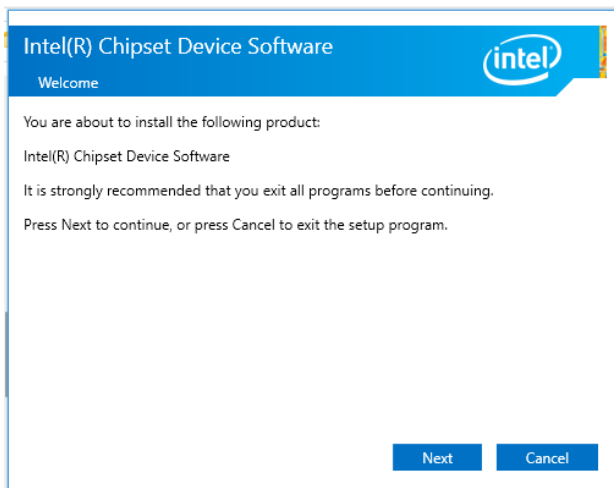 Intel(R) Chipset Device Software
intel
Welcome
You are about to install the following product:
Intel(R) Chipset Device Software
It is strongly recommended that you exit all programs before continuing.
Press Next to continue, or press Cancel to exit the setup program.
Next Cancel